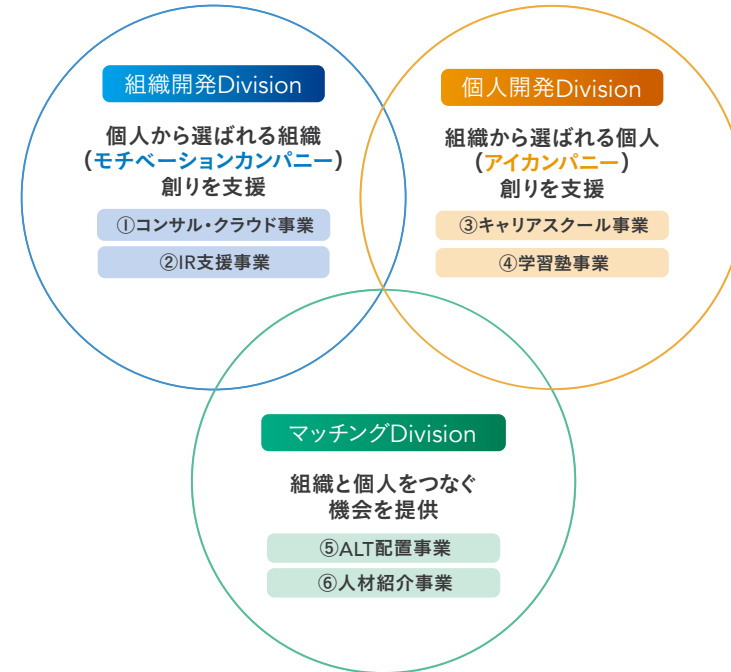 組織開発Division
個人から選ばれる組織
(モチベーションカンパニー)
創りを支援
①コンサル・クラウド事業
②IR支援事業
個人開発Division
組織から選ばれる個人
(アイカンパニー)
創りを支援
③キャリアスクール事業
④学習塾事業
マッチングDivision
組織と個人をつなぐ
機会を提供
⑤ALT配置事業
⑥人材紹介事業